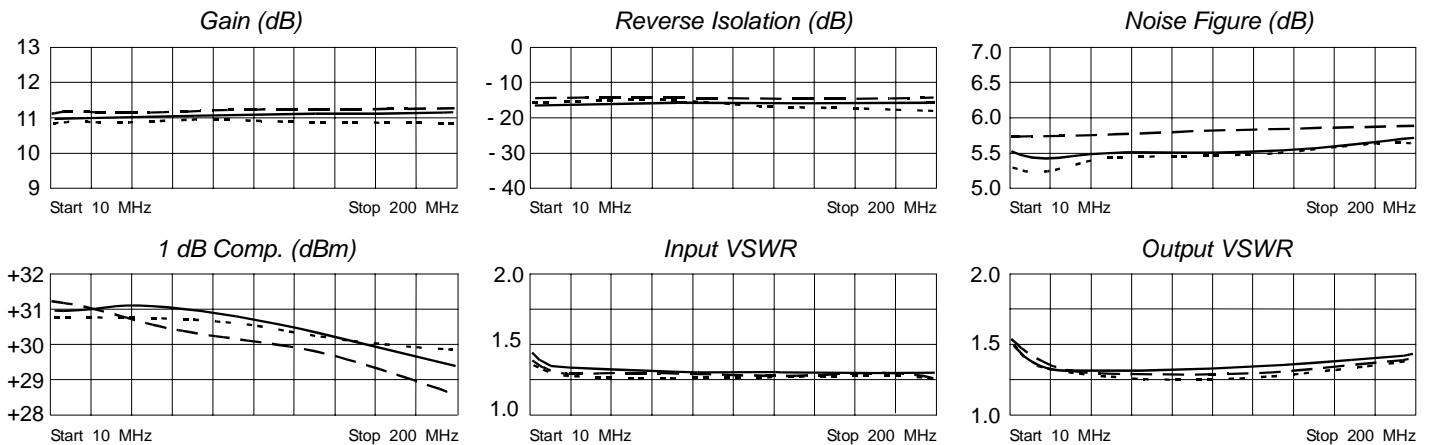 Gain (dB)
13
12
11
10
9
Start 10 MHz Stop 200 MHz
Reverse Isolation (dB)
0
- 10
- 20
- 30
- 40
Start 10 MHz Stop 200 MHz
Noise Figure (dB)
7.0
6.5
6.0
5.5
5.0
Start 10 MHz Stop 200 MHz
1 dB Comp. (dBm)
+32
+31
+30
+29
+28
Start 10 MHz Stop 200 MHz
Input VSWR
2.0
1.5
1.0
Start 10 MHz Stop 200 MHz
Output VSWR
2.0
1.5
1.0
Start 10 MHz Stop 200 MHz